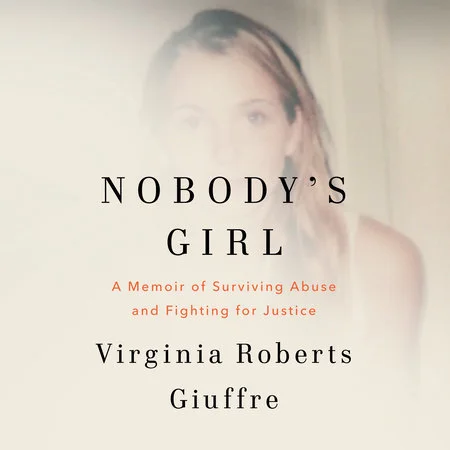 NOBODY'S
GIRL
A Memoir of Surviving Abuse
and Fighting for Justice
Virginia Roberts
Giuffre